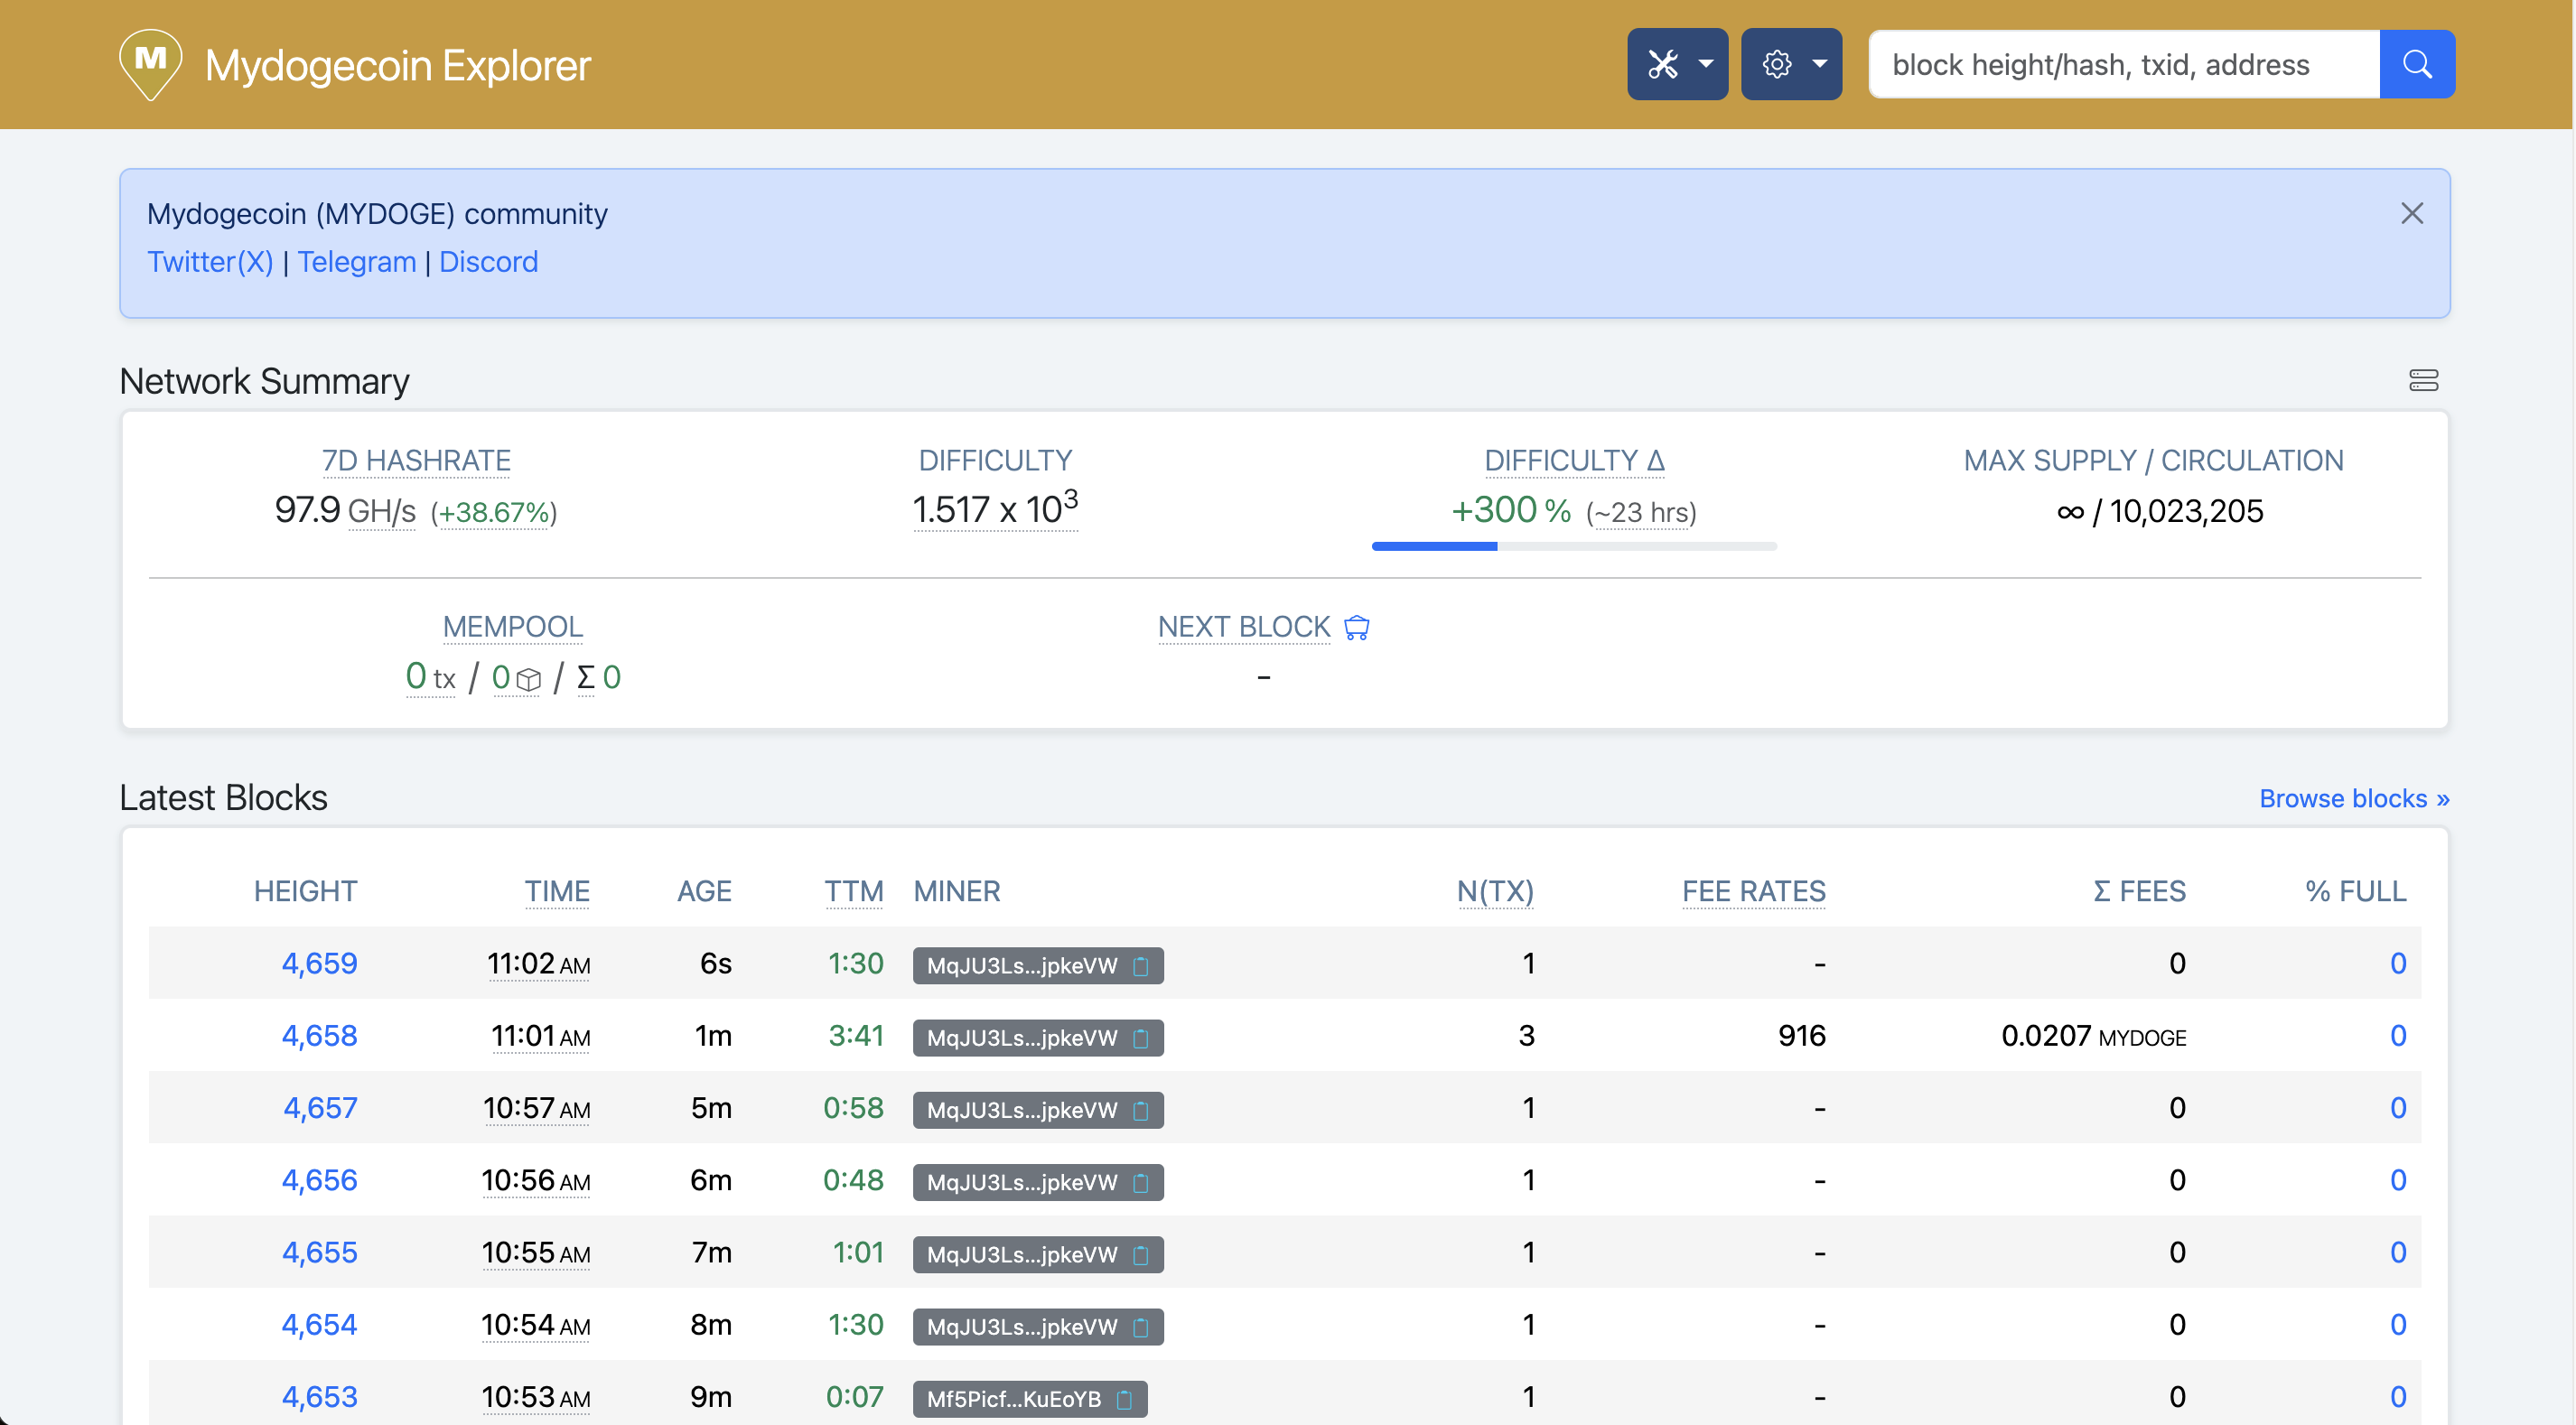 M Mydogecoin Explorer
block height/hash, txid, address
Mydogecoin (MYDOGE) community
Twitter(X) | Telegram | Discord
Network Summary
7D HASHRATE DIFFICULTY DIFFICULTY Δ MAX SUPPLY / CIRCULATION
97.9 GH/s (+38.67%) 1.517 x 10³ +300 % (~23 hrs) ∞ / 10,023,205
MEMPOOL NEXT BLOCK
0 tx / 0 / Σ 0 -
Latest Blocks Browse blocks »
HEIGHT TIME AGE TTM MINER N(TX) FEE RATES Σ FEES % FULL
4,659 11:02 AM 6s 1:30 MqJU3Ls...jpkeVW 1 - 0 0
4,658 11:01 AM 1m 3:41 MqJU3Ls...jpkeVW 3 916 0.0207 MYDOGE 0
4,657 10:57 AM 5m 0:58 MqJU3Ls...jpkeVW 1 - 0 0
4,656 10:56 AM 6m 0:48 MqJU3Ls...jpkeVW 1 - 0 0
4,655 10:55 AM 7m 1:01 MqJU3Ls...jpkeVW 1 - 0 0
4,654 10:54 AM 8m 1:30 MqJU3Ls...jpkeVW 1 - 0 0
4,653 10:53 AM 9m 0:07 Mf5Picf...KuEoYB 1 - 0 0